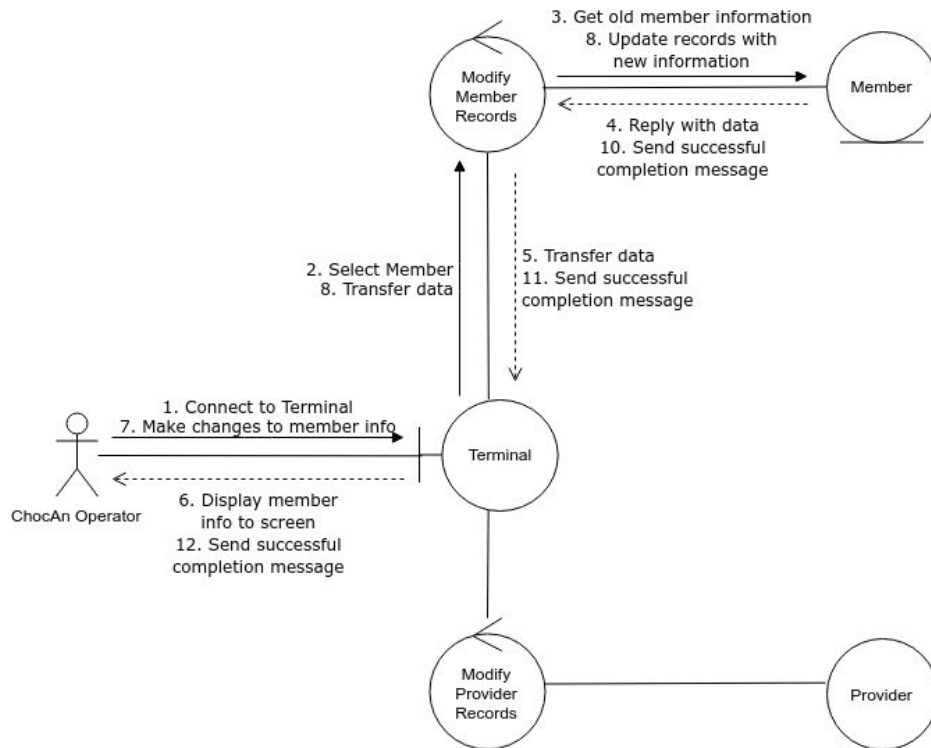 3. Get old member information
8. Update records with
new information
Modify
Member
Records
Member
4. Reply with data
10. Send successful
completion message
2. Select Member
8. Transfer data
5. Transfer data
11. Send successful
completion message
1. Connect to Terminal
7. Make changes to member info
Terminal
ChocAn Operator
6. Display member
info to screen
12. Send successful
completion message
Modify
Provider
Records
Provider